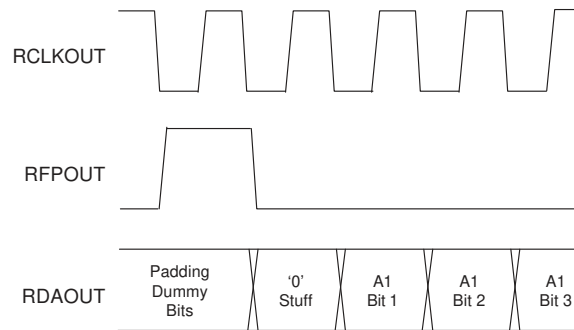 RCLKOUT
RFPOUT
RDAOUT
Padding
Dummy
Bits
'0'
Stuff
A1
Bit 1
A1
Bit 2
A1
Bit 3